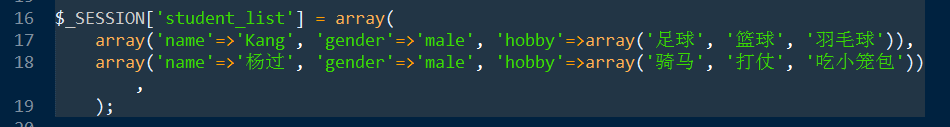 16 $_SESSION['student_list'] = array(
17     array('name'=>'Kang', 'gender'=>'male', 'hobby'=>array('足球', '篮球', '羽毛球')),
18     array('name'=>'杨过', 'gender'=>'male', 'hobby'=>array('骑马', '打仗', '吃小笼包'))
,
19     );